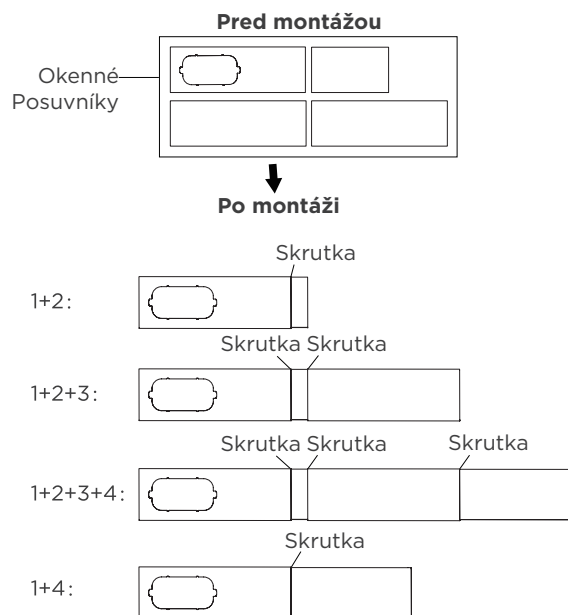 Pred montážou
Okenné
Posuvníky
Po montáži
Skrutka
1+2:
Skrutka Skrutka
1+2+3:
Skrutka Skrutka Skrutka
1+2+3+4:
Skrutka
1+4: